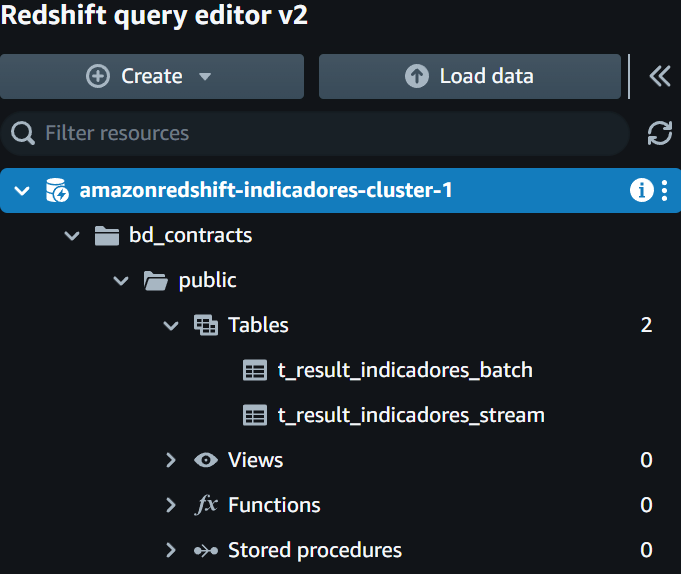 Redshift query editor v2
Create Load data
Filter resources
amazonredshift-indicadores-cluster-1
bd_contracts
public
Tables 2
t_result_indicadores_batch
t_result_indicadores_stream
Views 0
fx Functions 0
Stored procedures 0